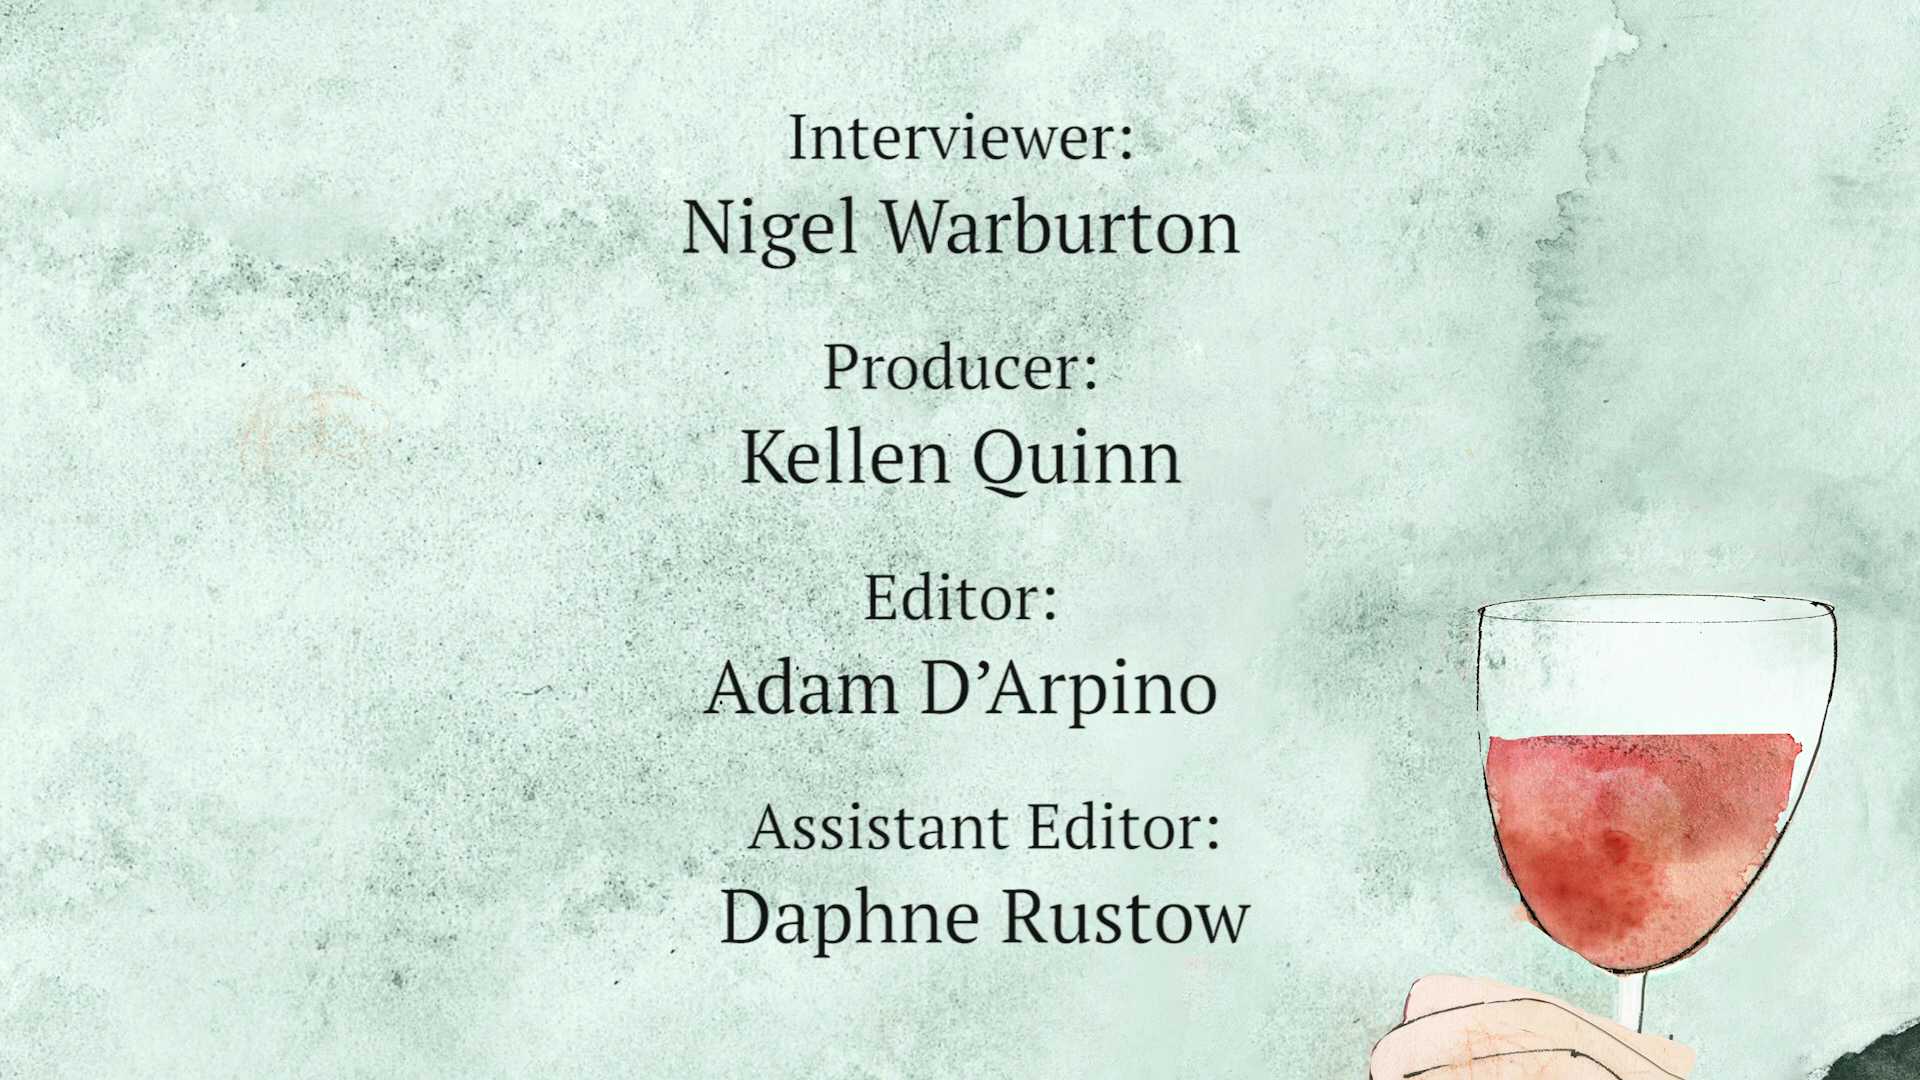 Interviewer:
Nigel Warburton
Producer:
Kellen Quinn
Editor:
Adam D’Arpino
Assistant Editor:
Daphne Rustow